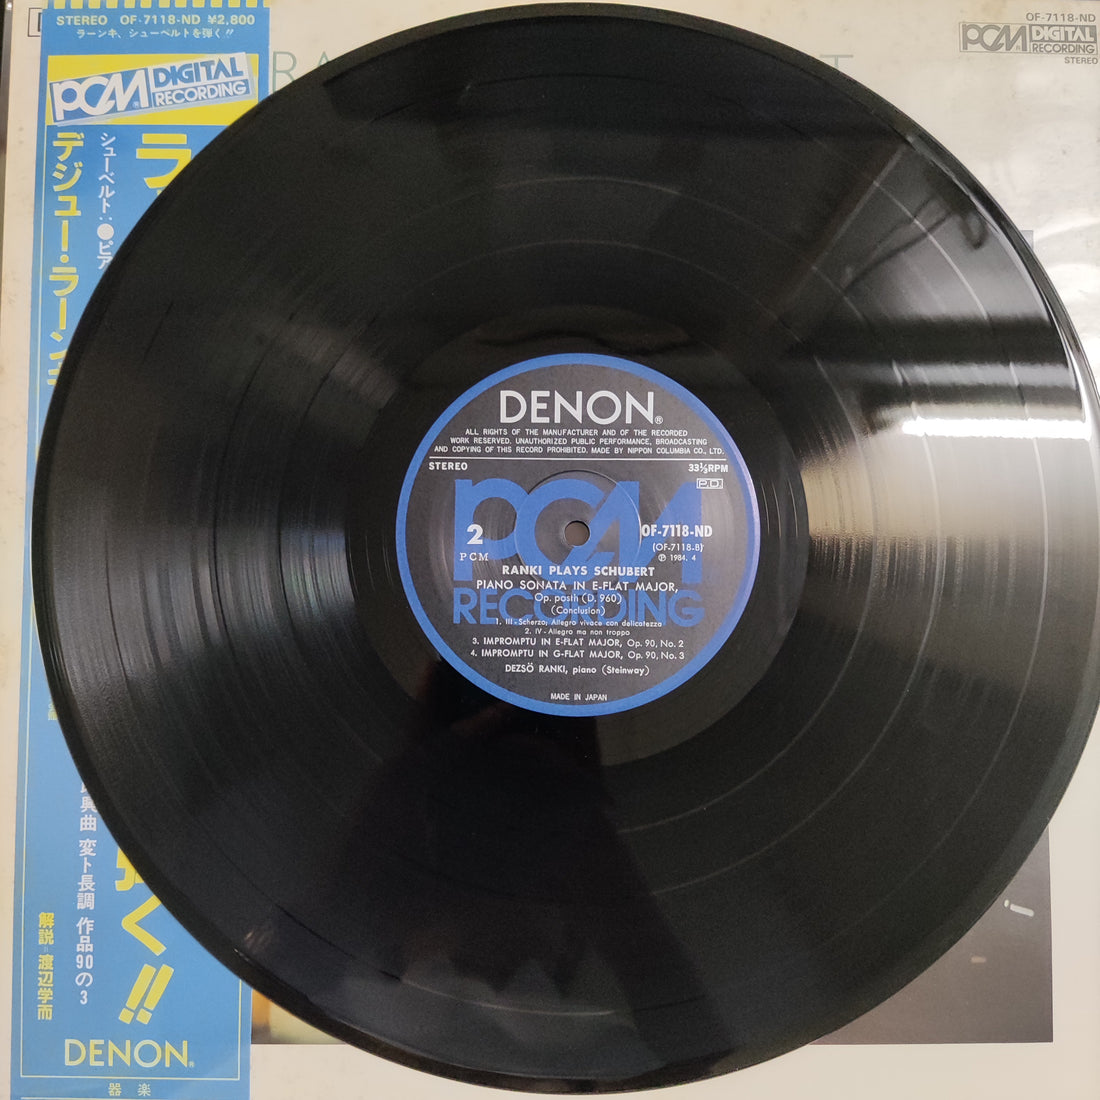 STEREO OF-7118-ND ¥2,800
ラーンキ、シューベルトを弾く!!
PCM® DIGITAL
RECORDING
ラ
シューベルト:●ピア
デジュー・ラーンキ
興曲 変ト長調 作品90の3
く!!
解説=渡辺学而
DENON®
器楽
OF-7118-ND
PCM® DIGITAL
RECORDING
STEREO
DENON®
ALL RIGHTS OF THE MANUFACTURER AND OF THE RECORDED
WORK RESERVED. UNAUTHORIZED PUBLIC PERFORMANCE, BROADCASTING
AND COPYING OF THIS RECORD PROHIBITED. MADE BY NIPPON COLUMBIA CO., LTD.
STEREO 33⅓RPM
P.D.
PCM
RECORDING
2 OF-7118-ND
PCM (OF-7118-B)
℗ 1984. 4
RANKI PLAYS SCHUBERT
PIANO SONATA IN E-FLAT MAJOR,
Op. posth (D. 960)
(Conclusion)
1. III - Scherzo; Allegro vivace con delicatezza
2. IV - Allegro ma non troppo
3. IMPROMPTU IN E-FLAT MAJOR, Op. 90, No. 2
4. IMPROMPTU IN G-FLAT MAJOR, Op. 90, No. 3
DEZSÖ RANKI, piano (Steinway)
MADE IN JAPAN